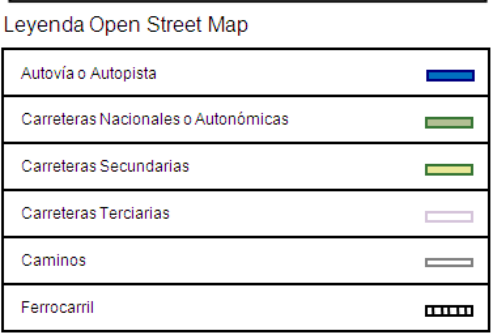 Leyenda Open Street Map
Autovía o Autopista
Carreteras Nacionales o Autonómicas
Carreteras Secundarias
Carreteras Terciarias
Caminos
Ferrocarril